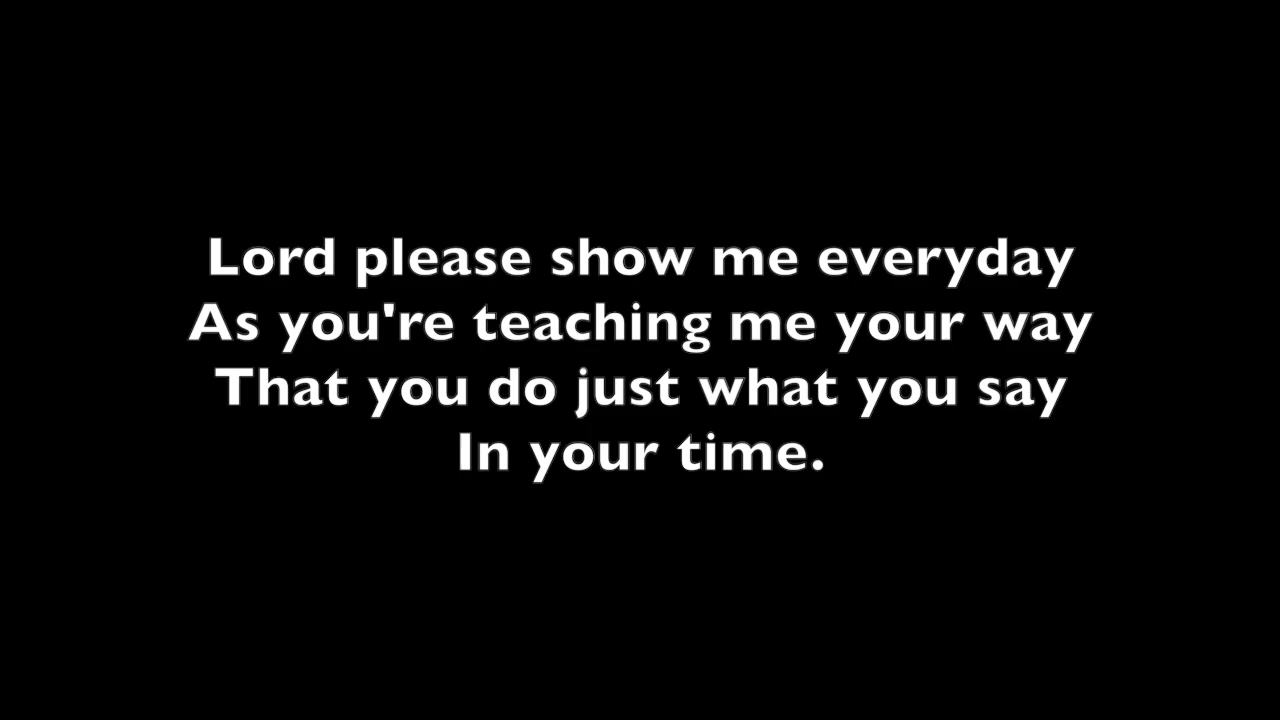 Lord please show me everyday
As you're teaching me your way
That you do just what you say
In your time.